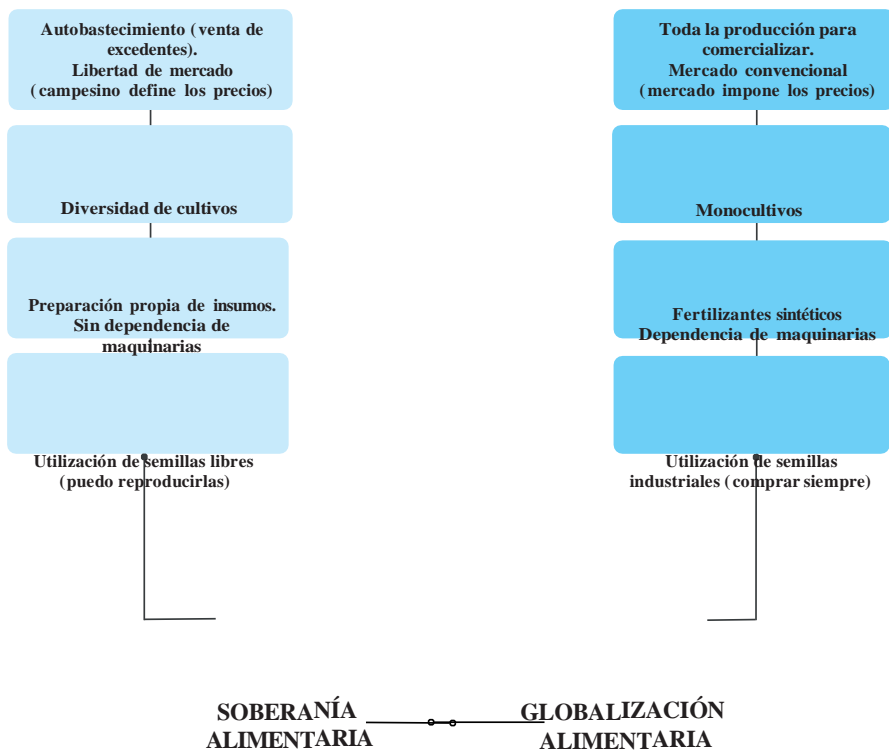 Autobastecimiento (venta de
excedentes).
Libertad de mercado
(campesino define los precios)
Diversidad de cultivos
Preparación propia de insumos.
Sin dependencia de
maquinarias
Utilización de semillas libres
(puedo reproducirlas)
Toda la producción para
comercializar.
Mercado convencional
(mercado impone los precios)
Monocultivos
Fertilizantes sintéticos
Dependencia de maquinarias
Utilización de semillas
industriales (comprar siempre)
SOBERANÍA
ALIMENTARIA
GLOBALIZACIÓN
ALIMENTARIA